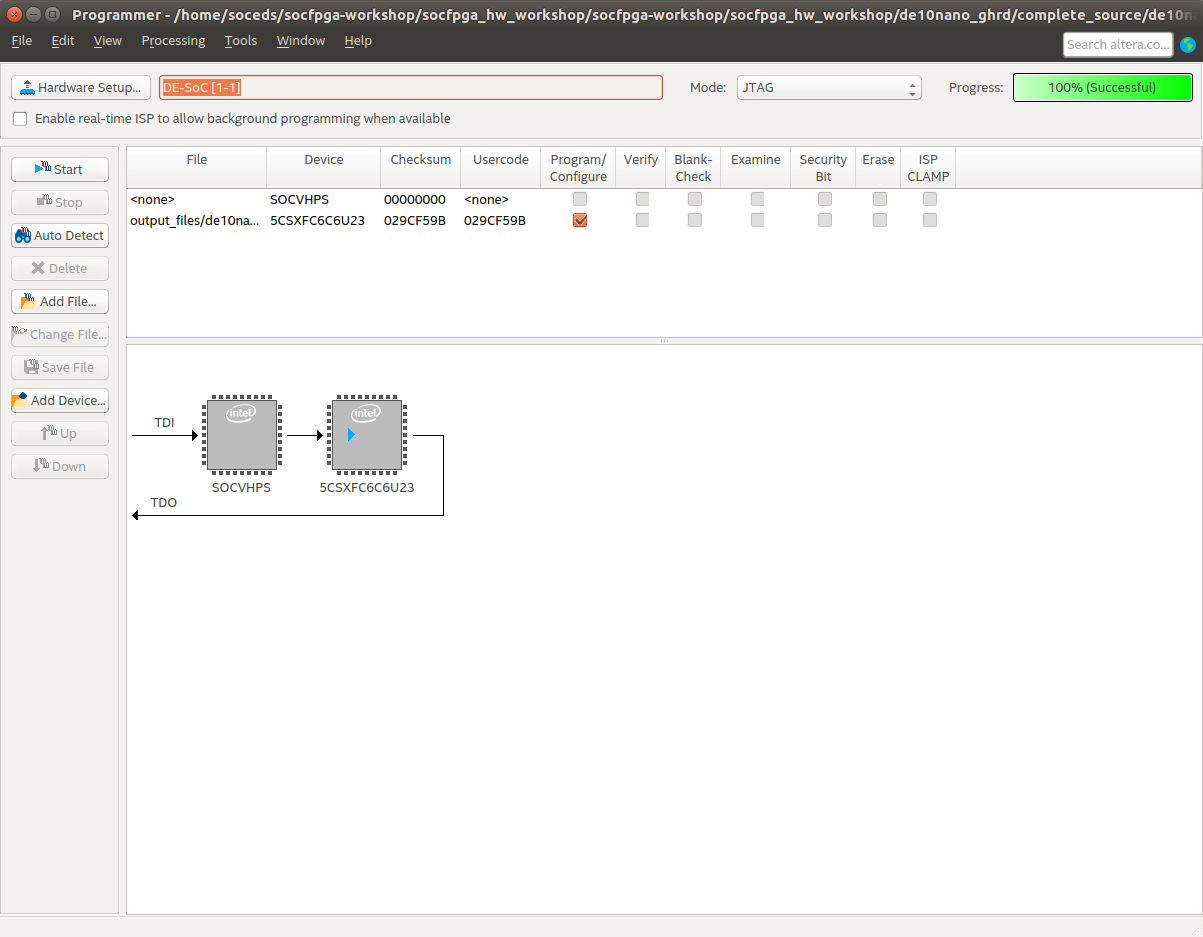 Programmer - /home/soceds/socfpga-workshop/socfpga_hw_workshop/socfpga-workshop/socfpga_hw_workshop/de10nano_ghrd/complete_source/de10n
File Edit View Processing Tools Window Help Search altera.co...
Hardware Setup... DE-SoC [1-1] Mode: JTAG Progress: 100% (Successful)
Enable real-time ISP to allow background programming when available
Start
Stop
Auto Detect
Delete
Add File...
Change File...
Save File
Add Device...
Up
Down
File Device Checksum Usercode Program/ Verify Blank- Examine Security Erase ISP
Configure Check Bit CLAMP
<none> SOCVHPS 00000000 <none>
output_files/de10na... 5CSXFC6C6U23 029CF59B 029CF59B
intel intel
TDI
SOCVHPS 5CSXFC6C6U23
TDO